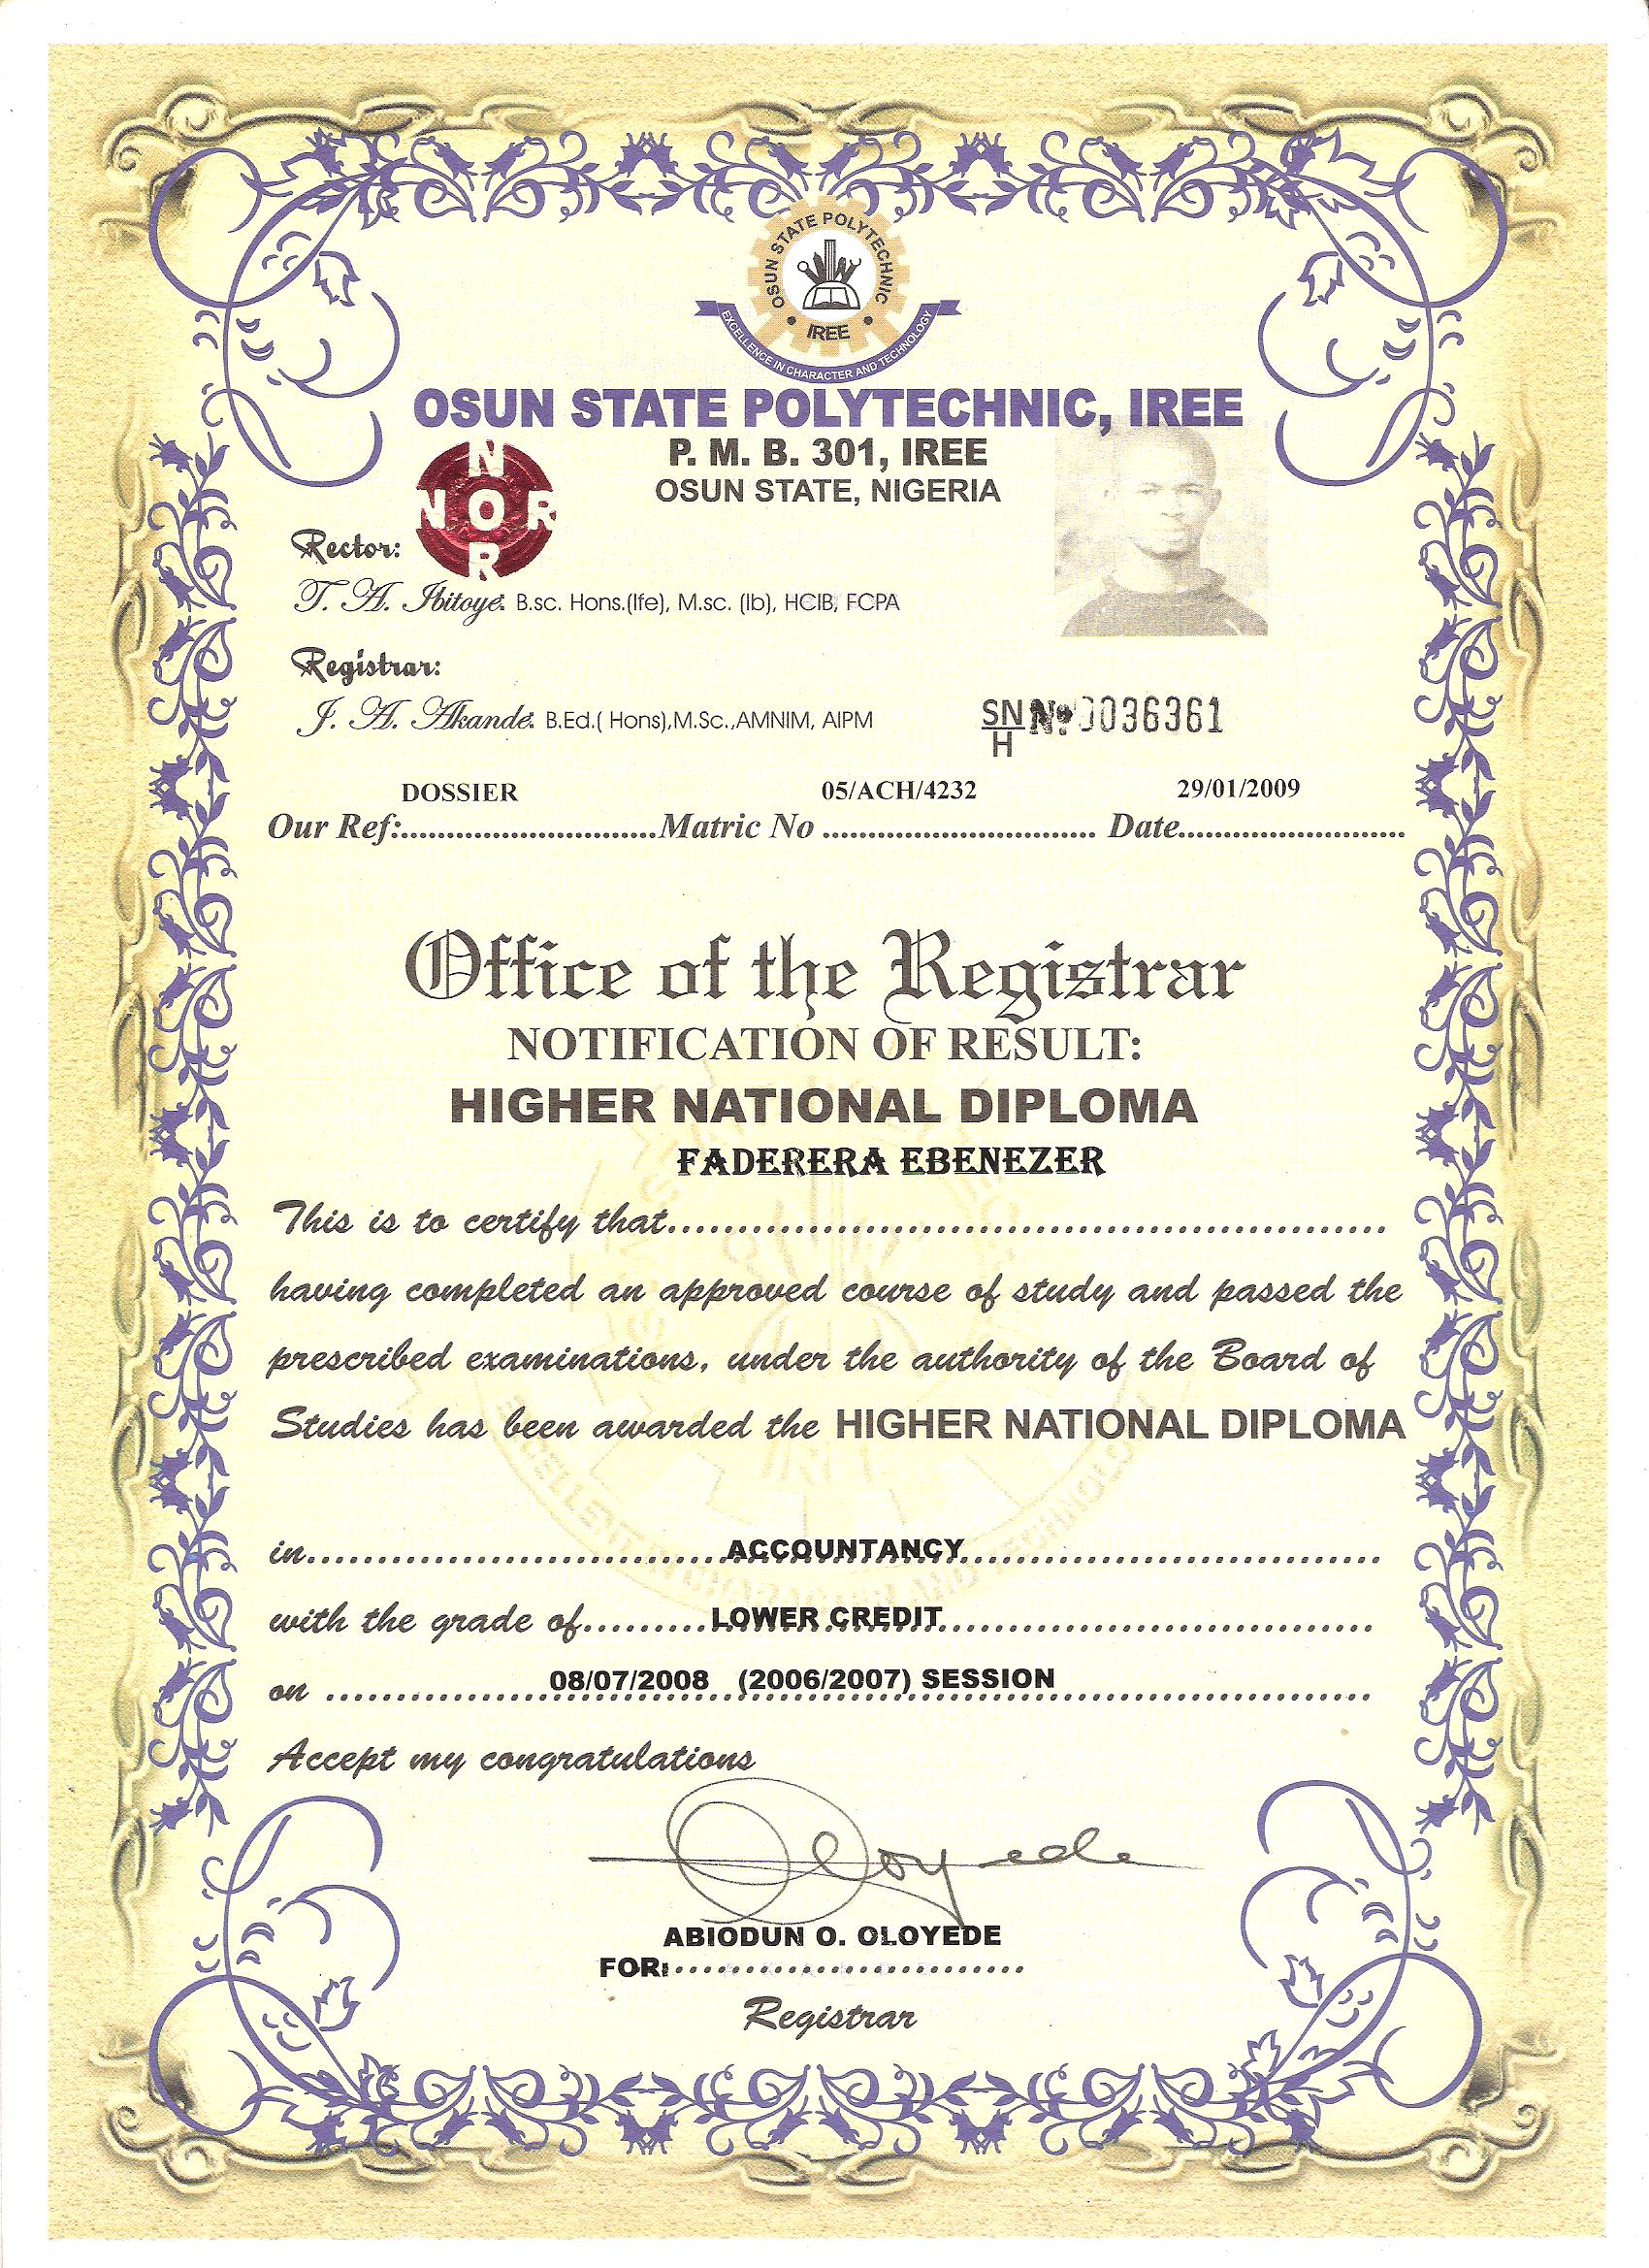 OSUN STATE POLYTECHNIC
IREE
EXCELLENCE IN CHARACTER AND TECHNOLOGY
OSUN STATE POLYTECHNIC, IREE
P. M. B. 301, IREE
OSUN STATE, NIGERIA
N
NOR
R
Rector:
T. A. Ibitoye. B.sc. Hons.(Ife), M.sc. (Ib), HCIB, FCPA
Registrar:
J. A. Akande. B.Ed.( Hons),M.Sc.,AMNIM, AIPM
SN/H Nº 0036361
DOSSIER 05/ACH/4232 29/01/2009
Our Ref:............................Matric No .............................. Date.........................
Office of the Registrar
NOTIFICATION OF RESULT:
HIGHER NATIONAL DIPLOMA
FADERERA EBENEZER
This is to certify that....................................................
having completed an approved course of study and passed the
prescribed examinations, under the authority of the Board of
Studies has been awarded the HIGHER NATIONAL DIPLOMA
in..............................ACCOUNTANCY..............................
with the grade of.........LOWER CREDIT...............................
on ................08/07/2008 (2006/2007) SESSION......................
Accept my congratulations
Oloyede
ABIODUN O. OLOYEDE
FOR:.........................
Registrar